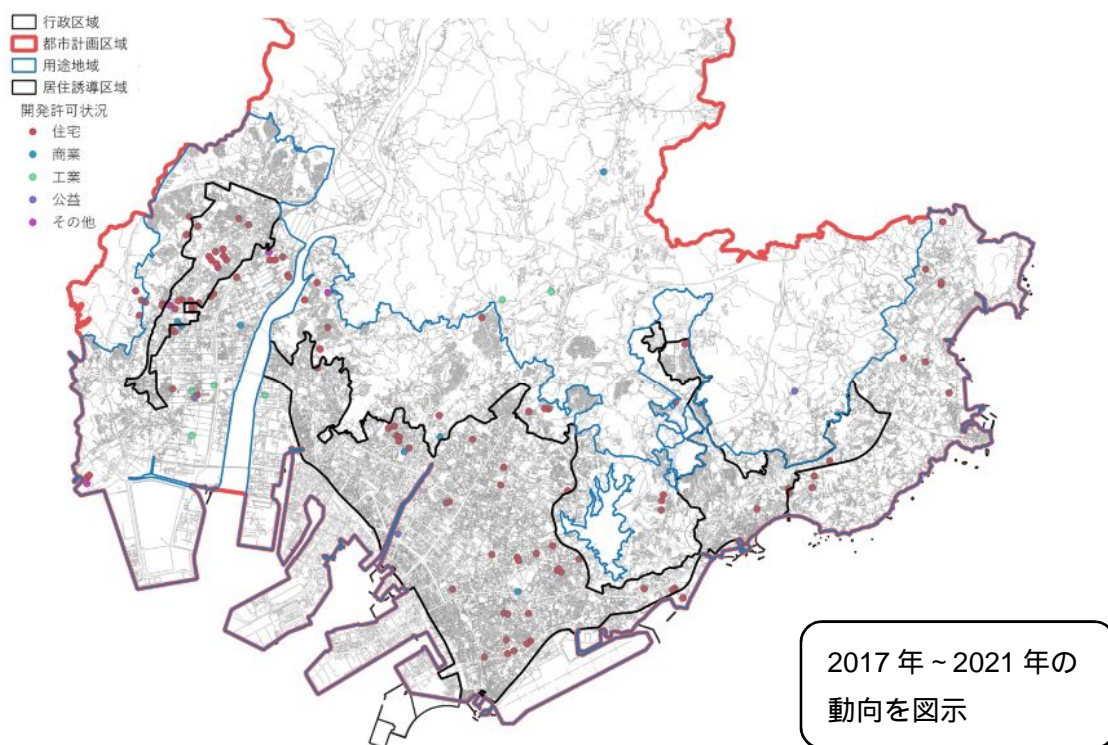 行政区域
都市計画区域
用途地域
居住誘導区域
開発許可状況
住宅
商業
工業
公益
その他
2017 年~2021 年の
動向を図示